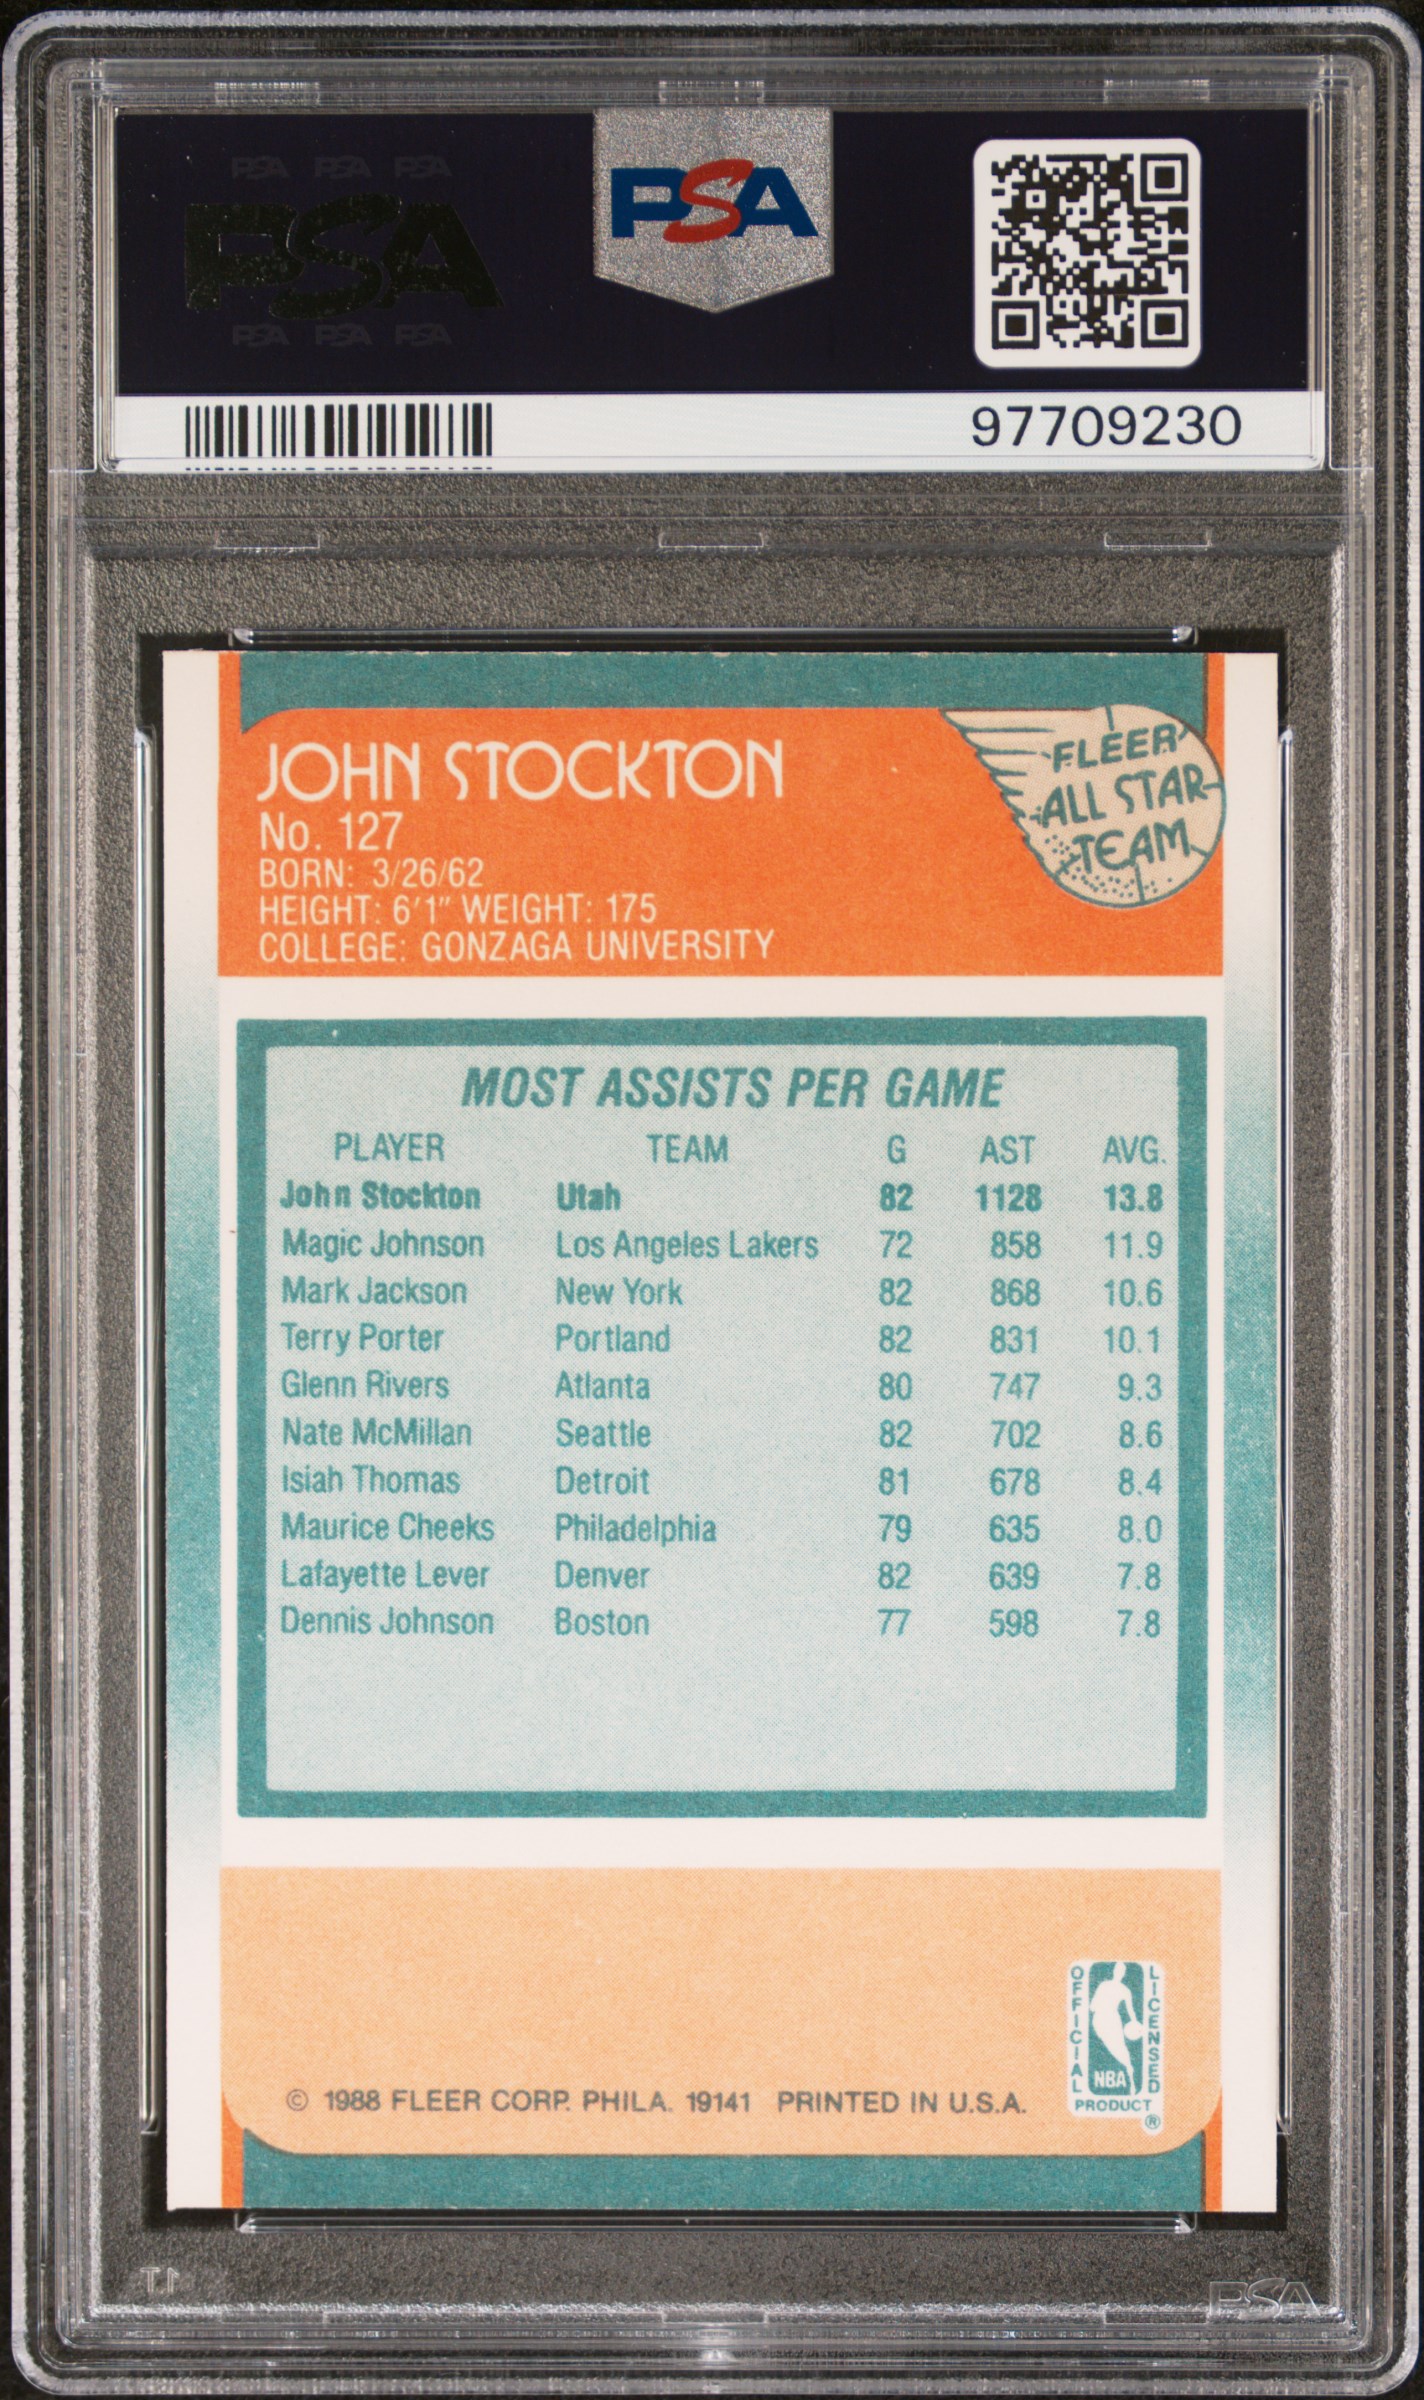 PSA PSA PSA
PSA
PSA PSA PSA
PSA
97709230
JOHN STOCKTON
No. 127
BORN: 3/26/62
HEIGHT: 6'1" WEIGHT: 175
COLLEGE: GONZAGA UNIVERSITY
FLEER
ALL STAR
TEAM
MOST ASSISTS PER GAME
PLAYER TEAM G AST AVG.
John Stockton Utah 82 1128 13.8
Magic Johnson Los Angeles Lakers 72 858 11.9
Mark Jackson New York 82 868 10.6
Terry Porter Portland 82 831 10.1
Glenn Rivers Atlanta 80 747 9.3
Nate McMillan Seattle 82 702 8.6
Isiah Thomas Detroit 81 678 8.4
Maurice Cheeks Philadelphia 79 635 8.0
Lafayette Lever Denver 82 639 7.8
Dennis Johnson Boston 77 598 7.8
OFFICIAL LICENSED
NBA
PRODUCT
®
© 1988 FLEER CORP. PHILA. 19141 PRINTED IN U.S.A.
PSA